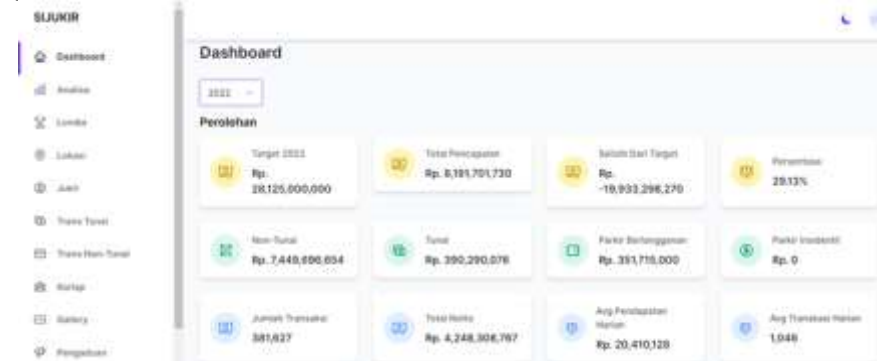 SIJUKIR
Dashboard
Dashboard
Analisa
2022
Lomba
Perolehan
Lokasi
Target 2022
Rp.
28,125,000,000
Total Pencapaian
Rp. 8,191,701,730
Selisih Dari Target
Rp.
-19,933,298,270
Persentase
29.13%
Jukir
Trans Tunai
Trans Non-Tunai
Non-Tunai
Rp. 7,449,696,654
Tunai
Rp. 390,290,076
Parkir Berlangganan
Rp. 351,715,000
Parkir Insidentil
Rp. 0
Korlap
Gallery
Pengaduan
Jumlah Transaksi
381,627
Total Netto
Rp. 4,248,308,767
Avg Pendapatan
Harian
Rp. 20,410,128
Avg Transaksi Harian
1,046